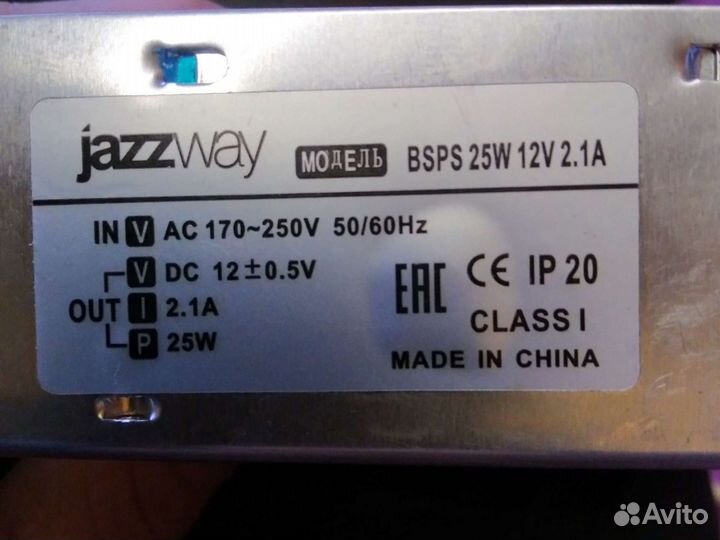 jazzway МОДЕЛЬ BSPS 25W 12V 2.1A
IN V AC 170~250V 50/60Hz
V DC 12±0.5V
OUT I 2.1A
P 25W
EAC CE IP 20
CLASS I
MADE IN CHINA
Avito